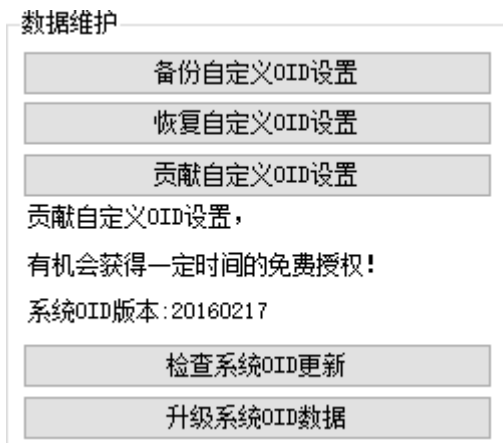 数据维护
备份自定义OID设置
恢复自定义OID设置
贡献自定义OID设置
贡献自定义OID设置，
有机会获得一定时间的免费授权！
系统OID版本:20160217
检查系统OID更新
升级系统OID数据